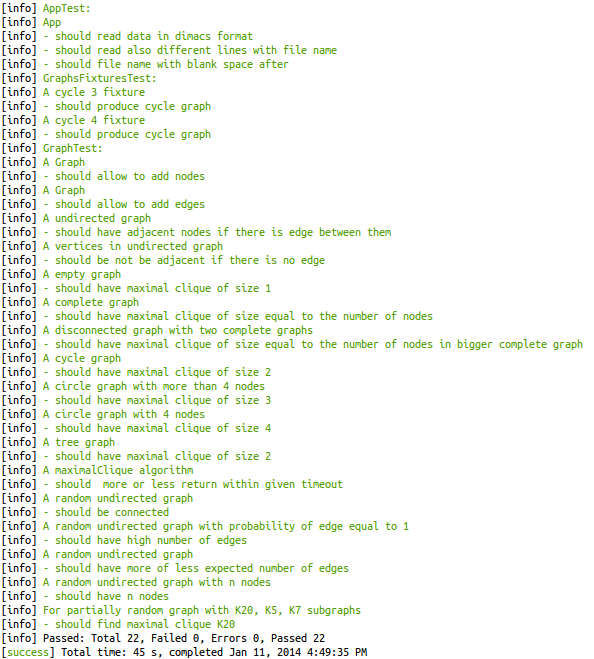 [info] AppTest:
[info] App
[info] - should read data in dimacs format
[info] - should read also different lines with file name
[info] - should file name with blank space after
[info] GraphsFixturesTest:
[info] A cycle 3 fixture
[info] - should produce cycle graph
[info] A cycle 4 fixture
[info] - should produce cycle graph
[info] GraphTest:
[info] A Graph
[info] - should allow to add nodes
[info] A Graph
[info] - should allow to add edges
[info] A undirected graph
[info] - should have adjacent nodes if there is edge between them
[info] A vertices in undirected graph
[info] - should be not be adjacent if there is no edge
[info] A empty graph
[info] - should have maximal clique of size 1
[info] A complete graph
[info] - should have maximal clique of size equal to the number of nodes
[info] A disconnected graph with two complete graphs
[info] - should have maximal clique of size equal to the number of nodes in bigger complete graph
[info] A cycle graph
[info] - should have maximal clique of size 2
[info] A circle graph with more than 4 nodes
[info] - should have maximal clique of size 3
[info] A circle graph with 4 nodes
[info] - should have maximal clique of size 4
[info] A tree graph
[info] - should have maximal clique of size 2
[info] A maximalClique algorithm
[info] - should  more or less return within given timeout
[info] A random undirected graph
[info] - should be connected
[info] A random undirected graph with probability of edge equal to 1
[info] - should have high number of edges
[info] A random undirected graph
[info] - should have more of less expected number of edges
[info] A random undirected graph with n nodes
[info] - should have n nodes
[info] For partially random graph with K20, K5, K7 subgraphs
[info] - should find maximal clique K20
[info] Passed: Total 22, Failed 0, Errors 0, Passed 22
[success] Total time: 45 s, completed Jan 11, 2014 4:49:35 PM